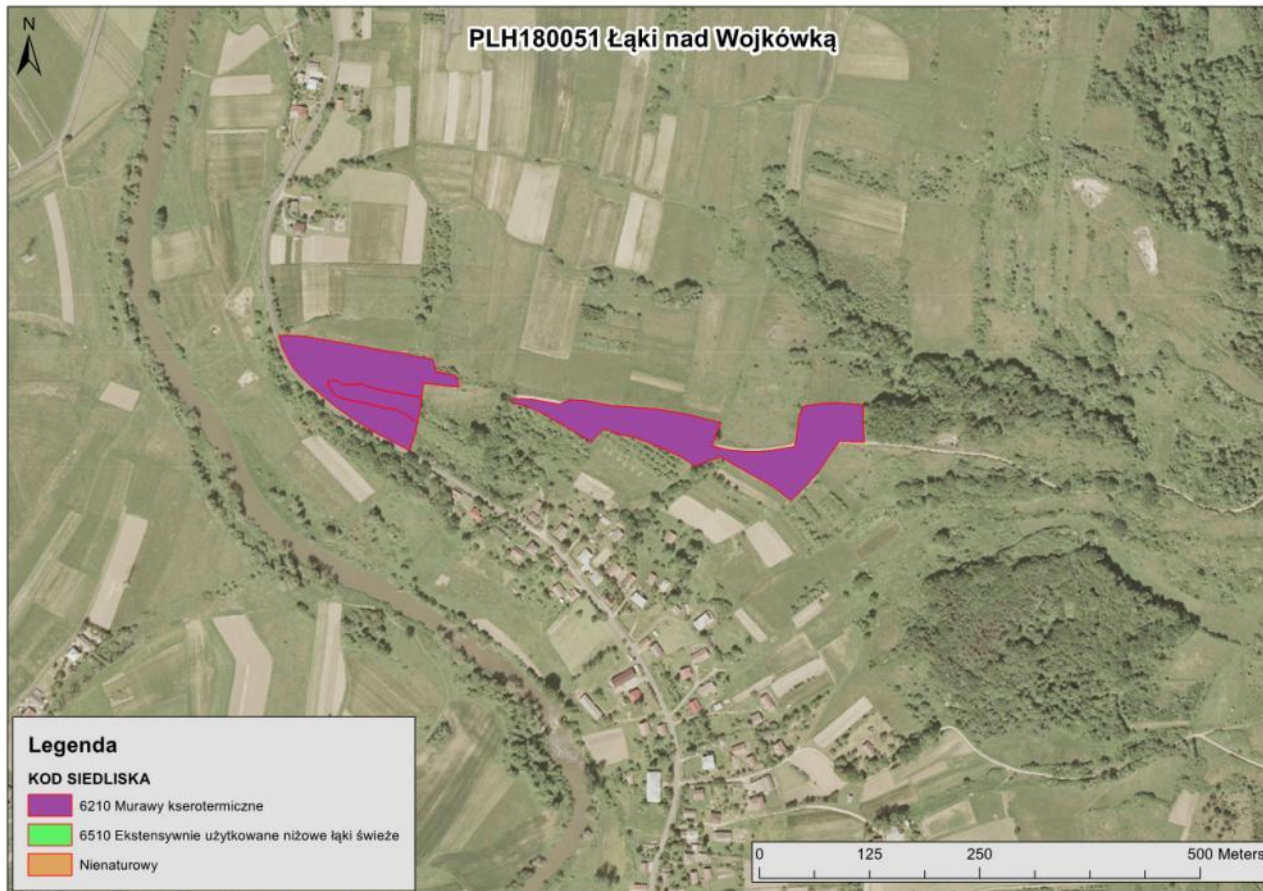 N
PLH180051 Łąki nad Wojkówką
Legenda
KOD SIEDLISKA
6210 Murawy kserotermiczne
6510 Ekstensywnie użytkowane niżowe łąki świeże
Nienaturowy
0 125 250 500 Meters